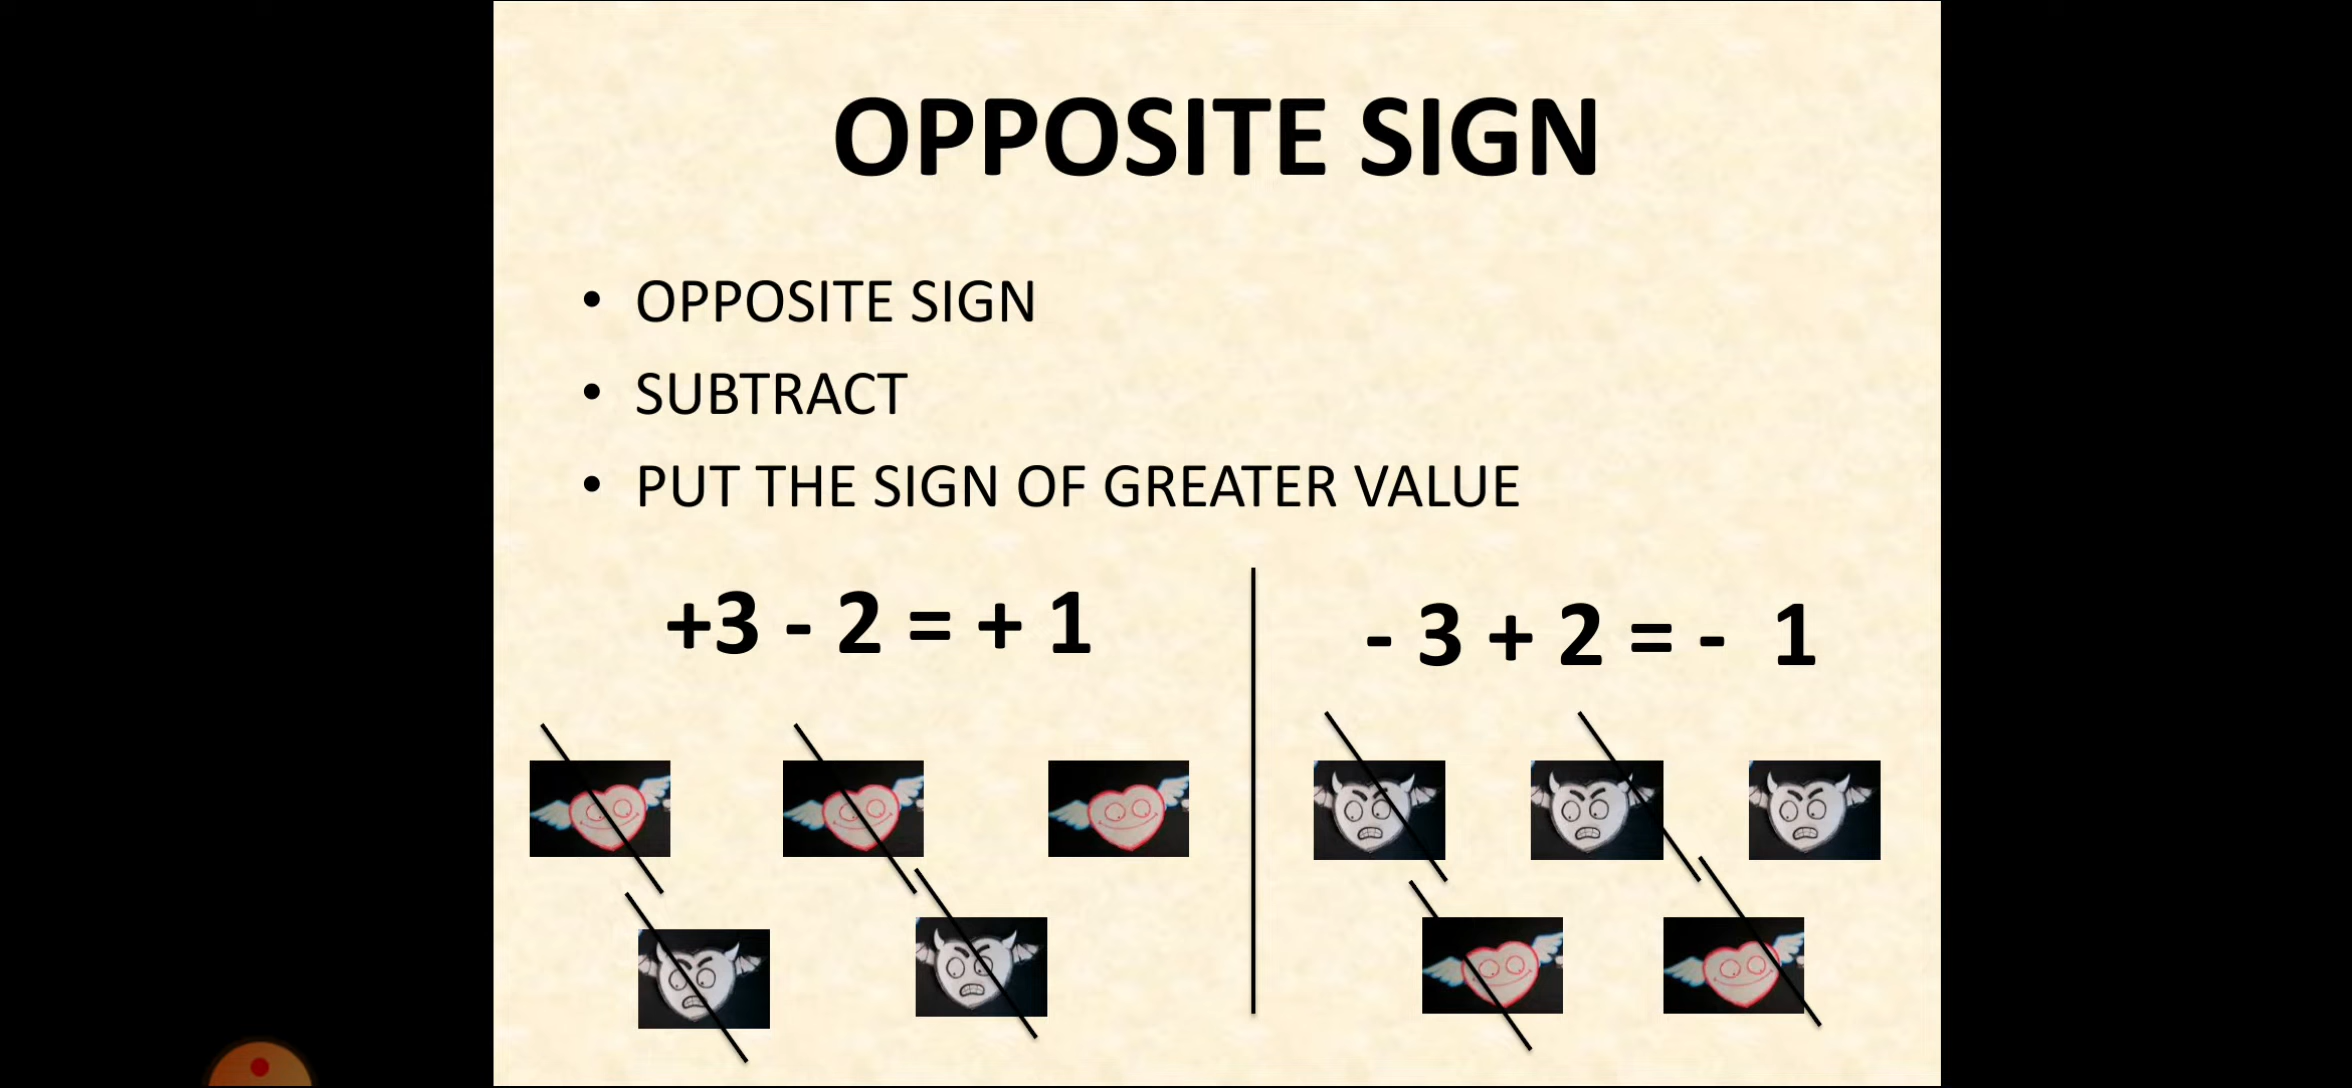 OPPOSITE SIGN
• OPPOSITE SIGN
• SUBTRACT
• PUT THE SIGN OF GREATER VALUE
+3 - 2 = + 1
- 3 + 2 = - 1